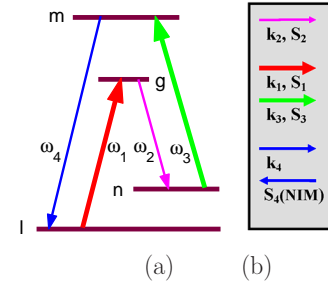 m
g
ω4 ω1 ω2 ω3
n
l
(a) (b)
k2, S2
k1, S1
k3, S3
k4
S4(NIM)